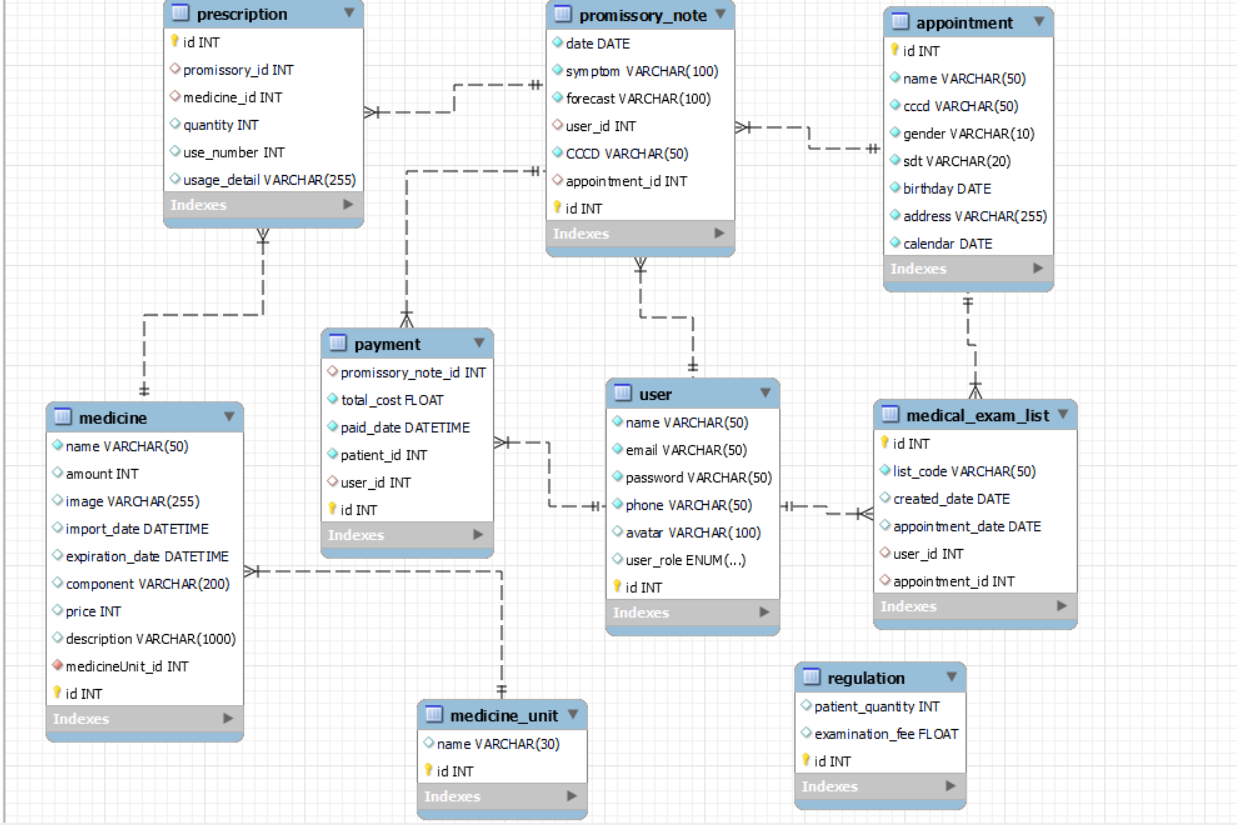 prescription
id INT
promissory_id INT
medicine_id INT
quantity INT
use_number INT
usage_detail VARCHAR(255)
Indexes
promissory_note
date DATE
symptom VARCHAR(100)
forecast VARCHAR(100)
user_id INT
CCCD VARCHAR(50)
appointment_id INT
id INT
Indexes
appointment
id INT
name VARCHAR(50)
cccd VARCHAR(50)
gender VARCHAR(10)
sdt VARCHAR(20)
birthday DATE
address VARCHAR(255)
calendar DATE
Indexes
payment
promissory_note_id INT
total_cost FLOAT
paid_date DATETIME
patient_id INT
user_id INT
id INT
Indexes
user
name VARCHAR(50)
email VARCHAR(50)
password VARCHAR(50)
phone VARCHAR(50)
avatar VARCHAR(100)
user_role ENUM(...)
id INT
Indexes
medical_exam_list
id INT
list_code VARCHAR(50)
created_date DATE
appointment_date DATE
user_id INT
appointment_id INT
Indexes
medicine
name VARCHAR(50)
amount INT
image VARCHAR(255)
import_date DATETIME
expiration_date DATETIME
component VARCHAR(200)
price INT
description VARCHAR(1000)
medicineUnit_id INT
id INT
Indexes
medicine_unit
name VARCHAR(30)
id INT
Indexes
regulation
patient_quantity INT
examination_fee FLOAT
id INT
Indexes